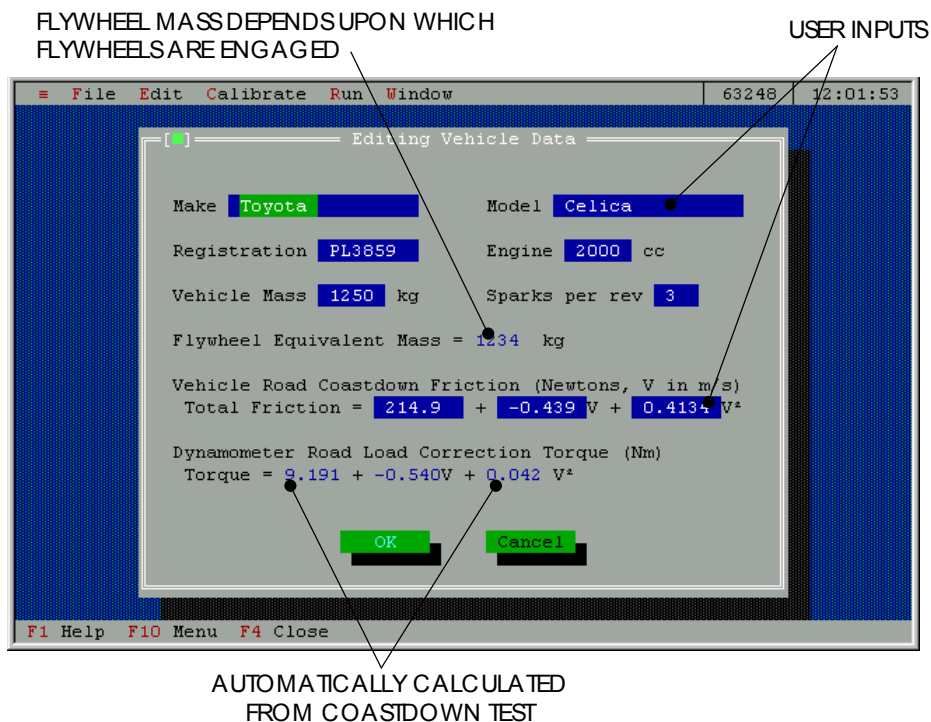 FLYWHEEL MASS DEPENDS UPON WHICH
FLYWHEELS ARE ENGAGED
USER INPUTS
≡ File Edit Calibrate Run Window 63248 12:01:53
[■] Editing Vehicle Data
Make Toyota Model Celica
Registration PL3859 Engine 2000 cc
Vehicle Mass 1250 kg Sparks per rev 3
Flywheel Equivalent Mass = 1234 kg
Vehicle Road Coastdown Friction (Newtons, V in m/s)
Total Friction = 214.9 + -0.439 V + 0.4134 V²
Dynamometer Road Load Correction Torque (Nm)
Torque = 9.191 + -0.540V + 0.042 V²
OK Cancel
F1 Help F10 Menu F4 Close
AUTOMATICALLY CALCULATED
FROM COASTDOWN TEST